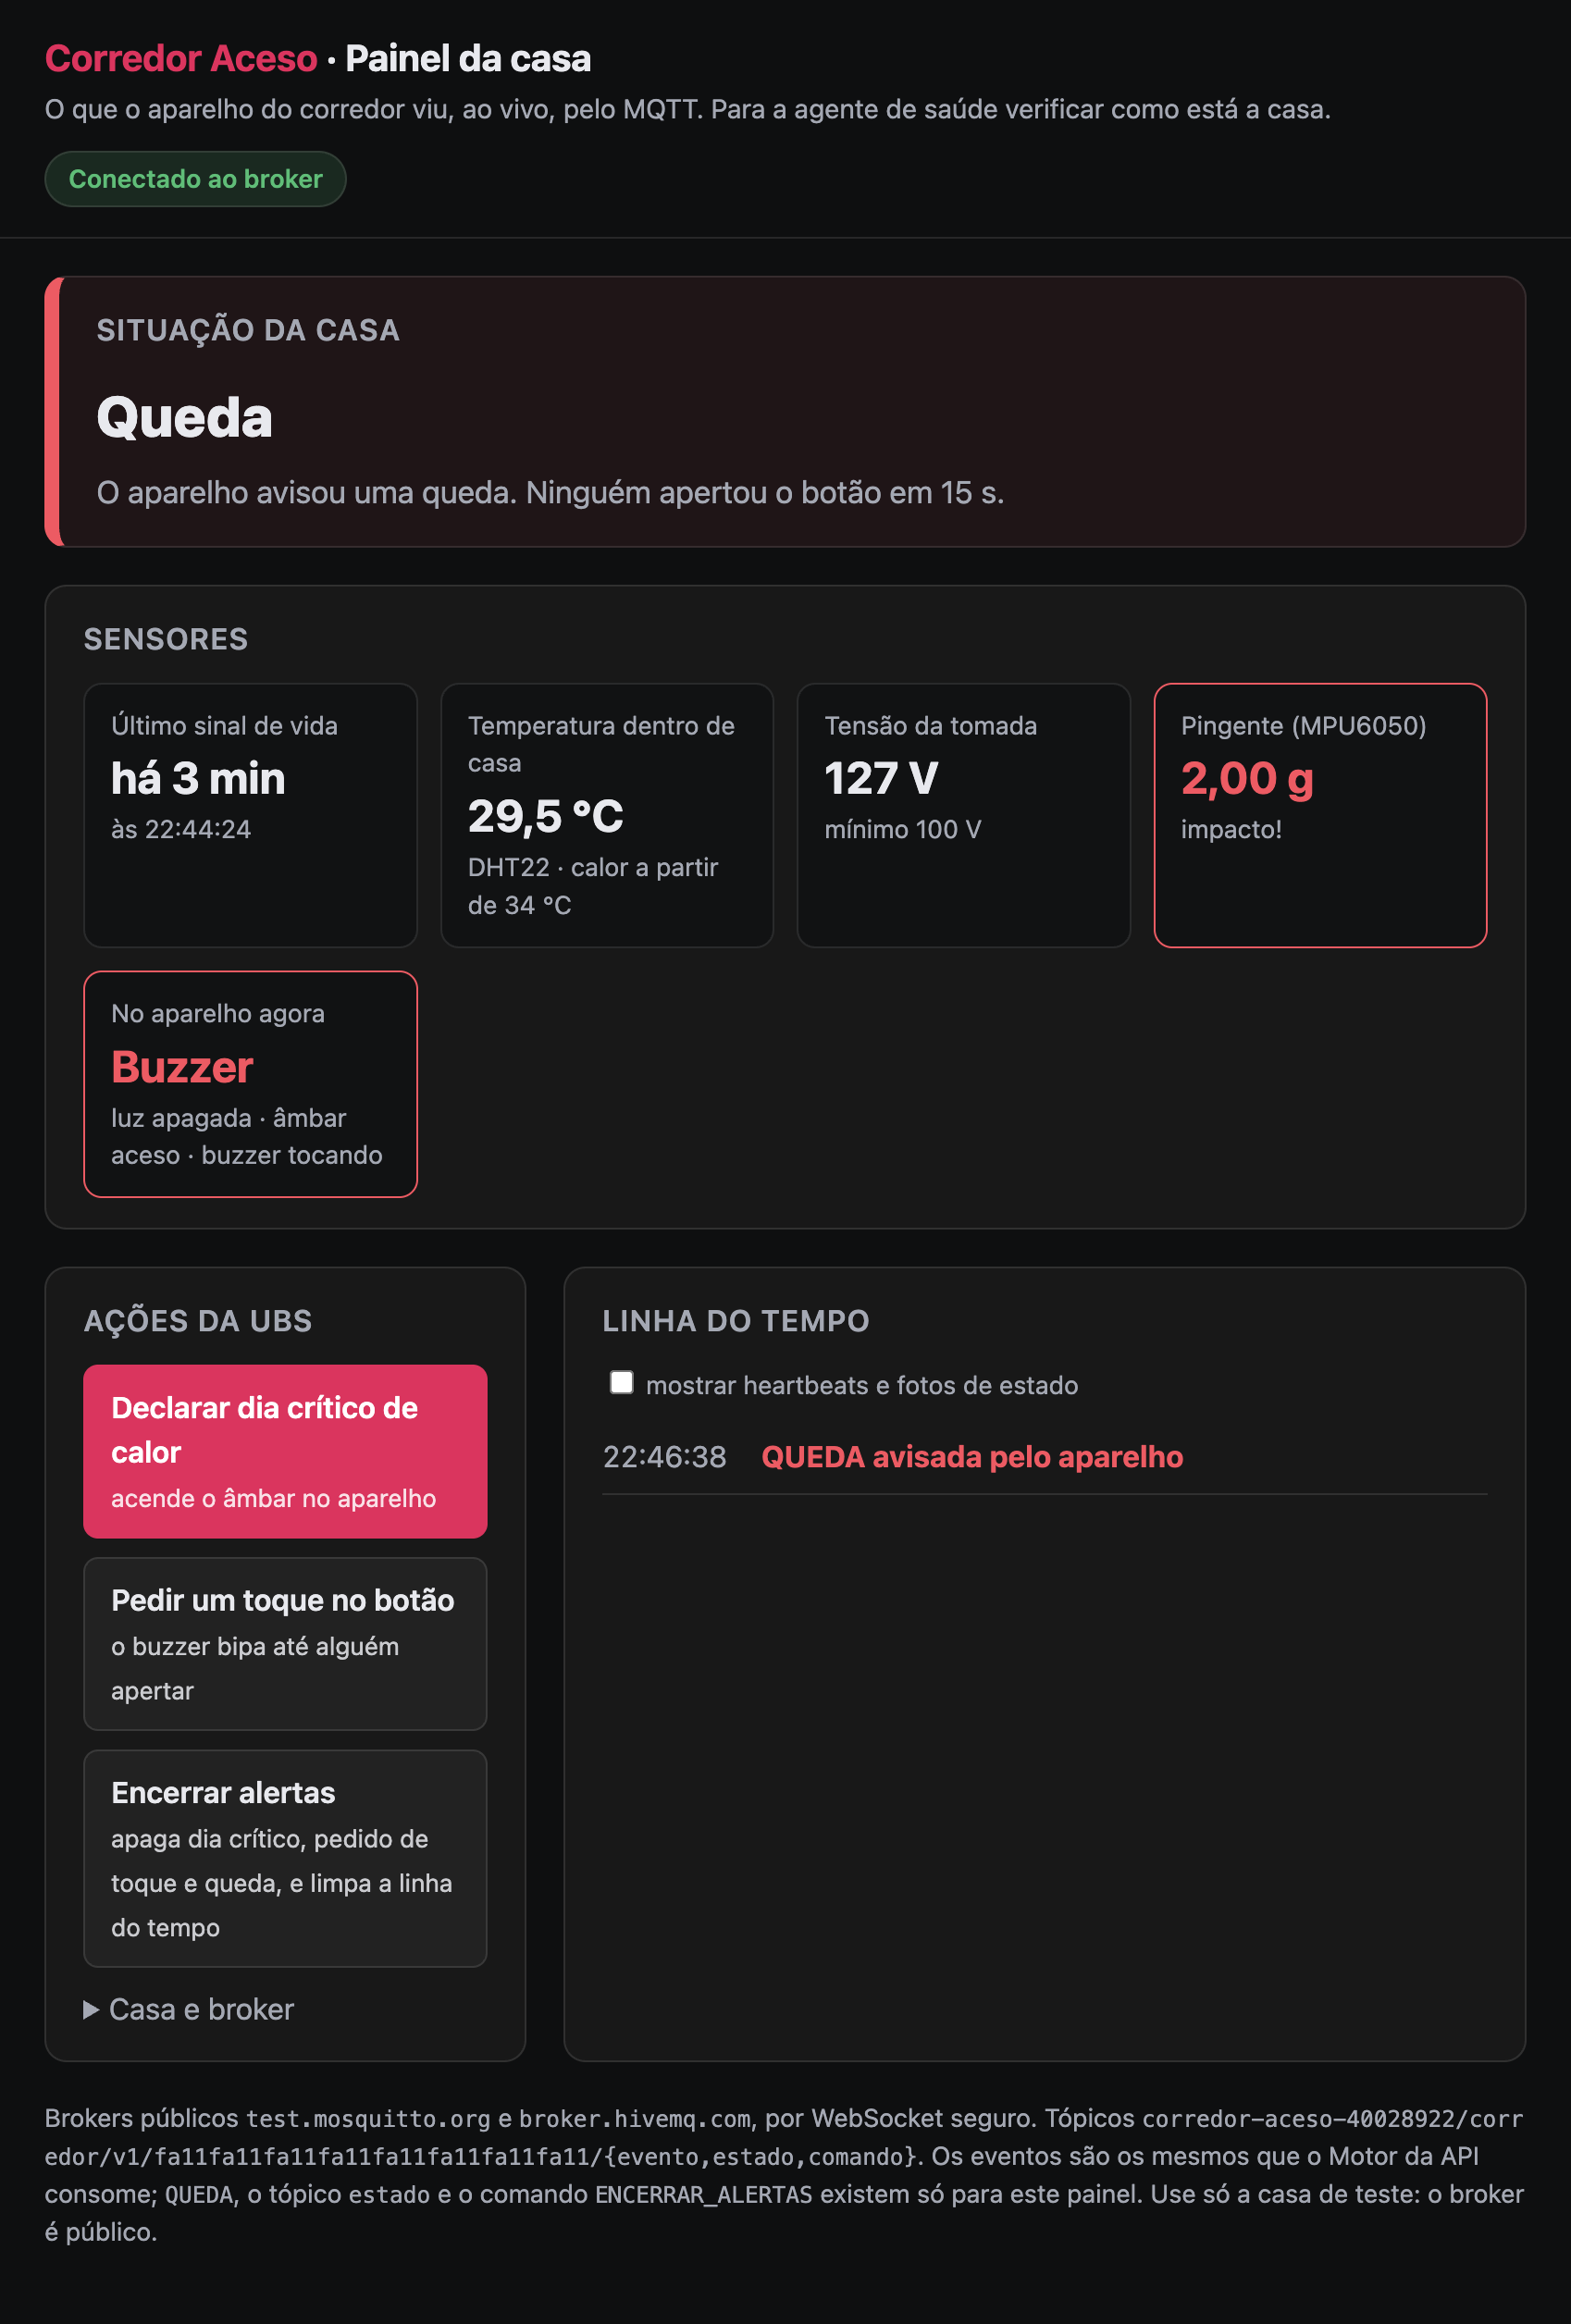 Corredor Aceso · Painel da casa
O que o aparelho do corredor viu, ao vivo, pelo MQTT. Para a agente de saúde verificar como está a casa.
Conectado ao broker
SITUAÇÃO DA CASA
Queda
O aparelho avisou uma queda. Ninguém apertou o botão em 15 s.
SENSORES
Último sinal de vida
há 3 min
às 22:44:24
Temperatura dentro de
casa
29,5 °C
DHT22 · calor a partir
de 34 °C
Tensão da tomada
127 V
mínimo 100 V
Pingente (MPU6050)
2,00 g
impacto!
No aparelho agora
Buzzer
luz apagada · âmbar
aceso · buzzer tocando
AÇÕES DA UBS
Declarar dia crítico de
calor
acende o âmbar no aparelho
Pedir um toque no botão
o buzzer bipa até alguém
apertar
Encerrar alertas
apaga dia crítico, pedido de
toque e queda, e limpa a linha
do tempo
▶ Casa e broker
LINHA DO TEMPO
mostrar heartbeats e fotos de estado
22:46:38 QUEDA avisada pelo aparelho
Brokers públicos test.mosquitto.org e broker.hivemq.com, por WebSocket seguro. Tópicos corredor-aceso-40028922/corr
edor/v1/fa11fa11fa11fa11fa11fa11fa11fa11/{evento,estado,comando}. Os eventos são os mesmos que o Motor da API
consome; QUEDA, o tópico estado e o comando ENCERRAR_ALERTAS existem só para este painel. Use só a casa de teste: o broker
é público.